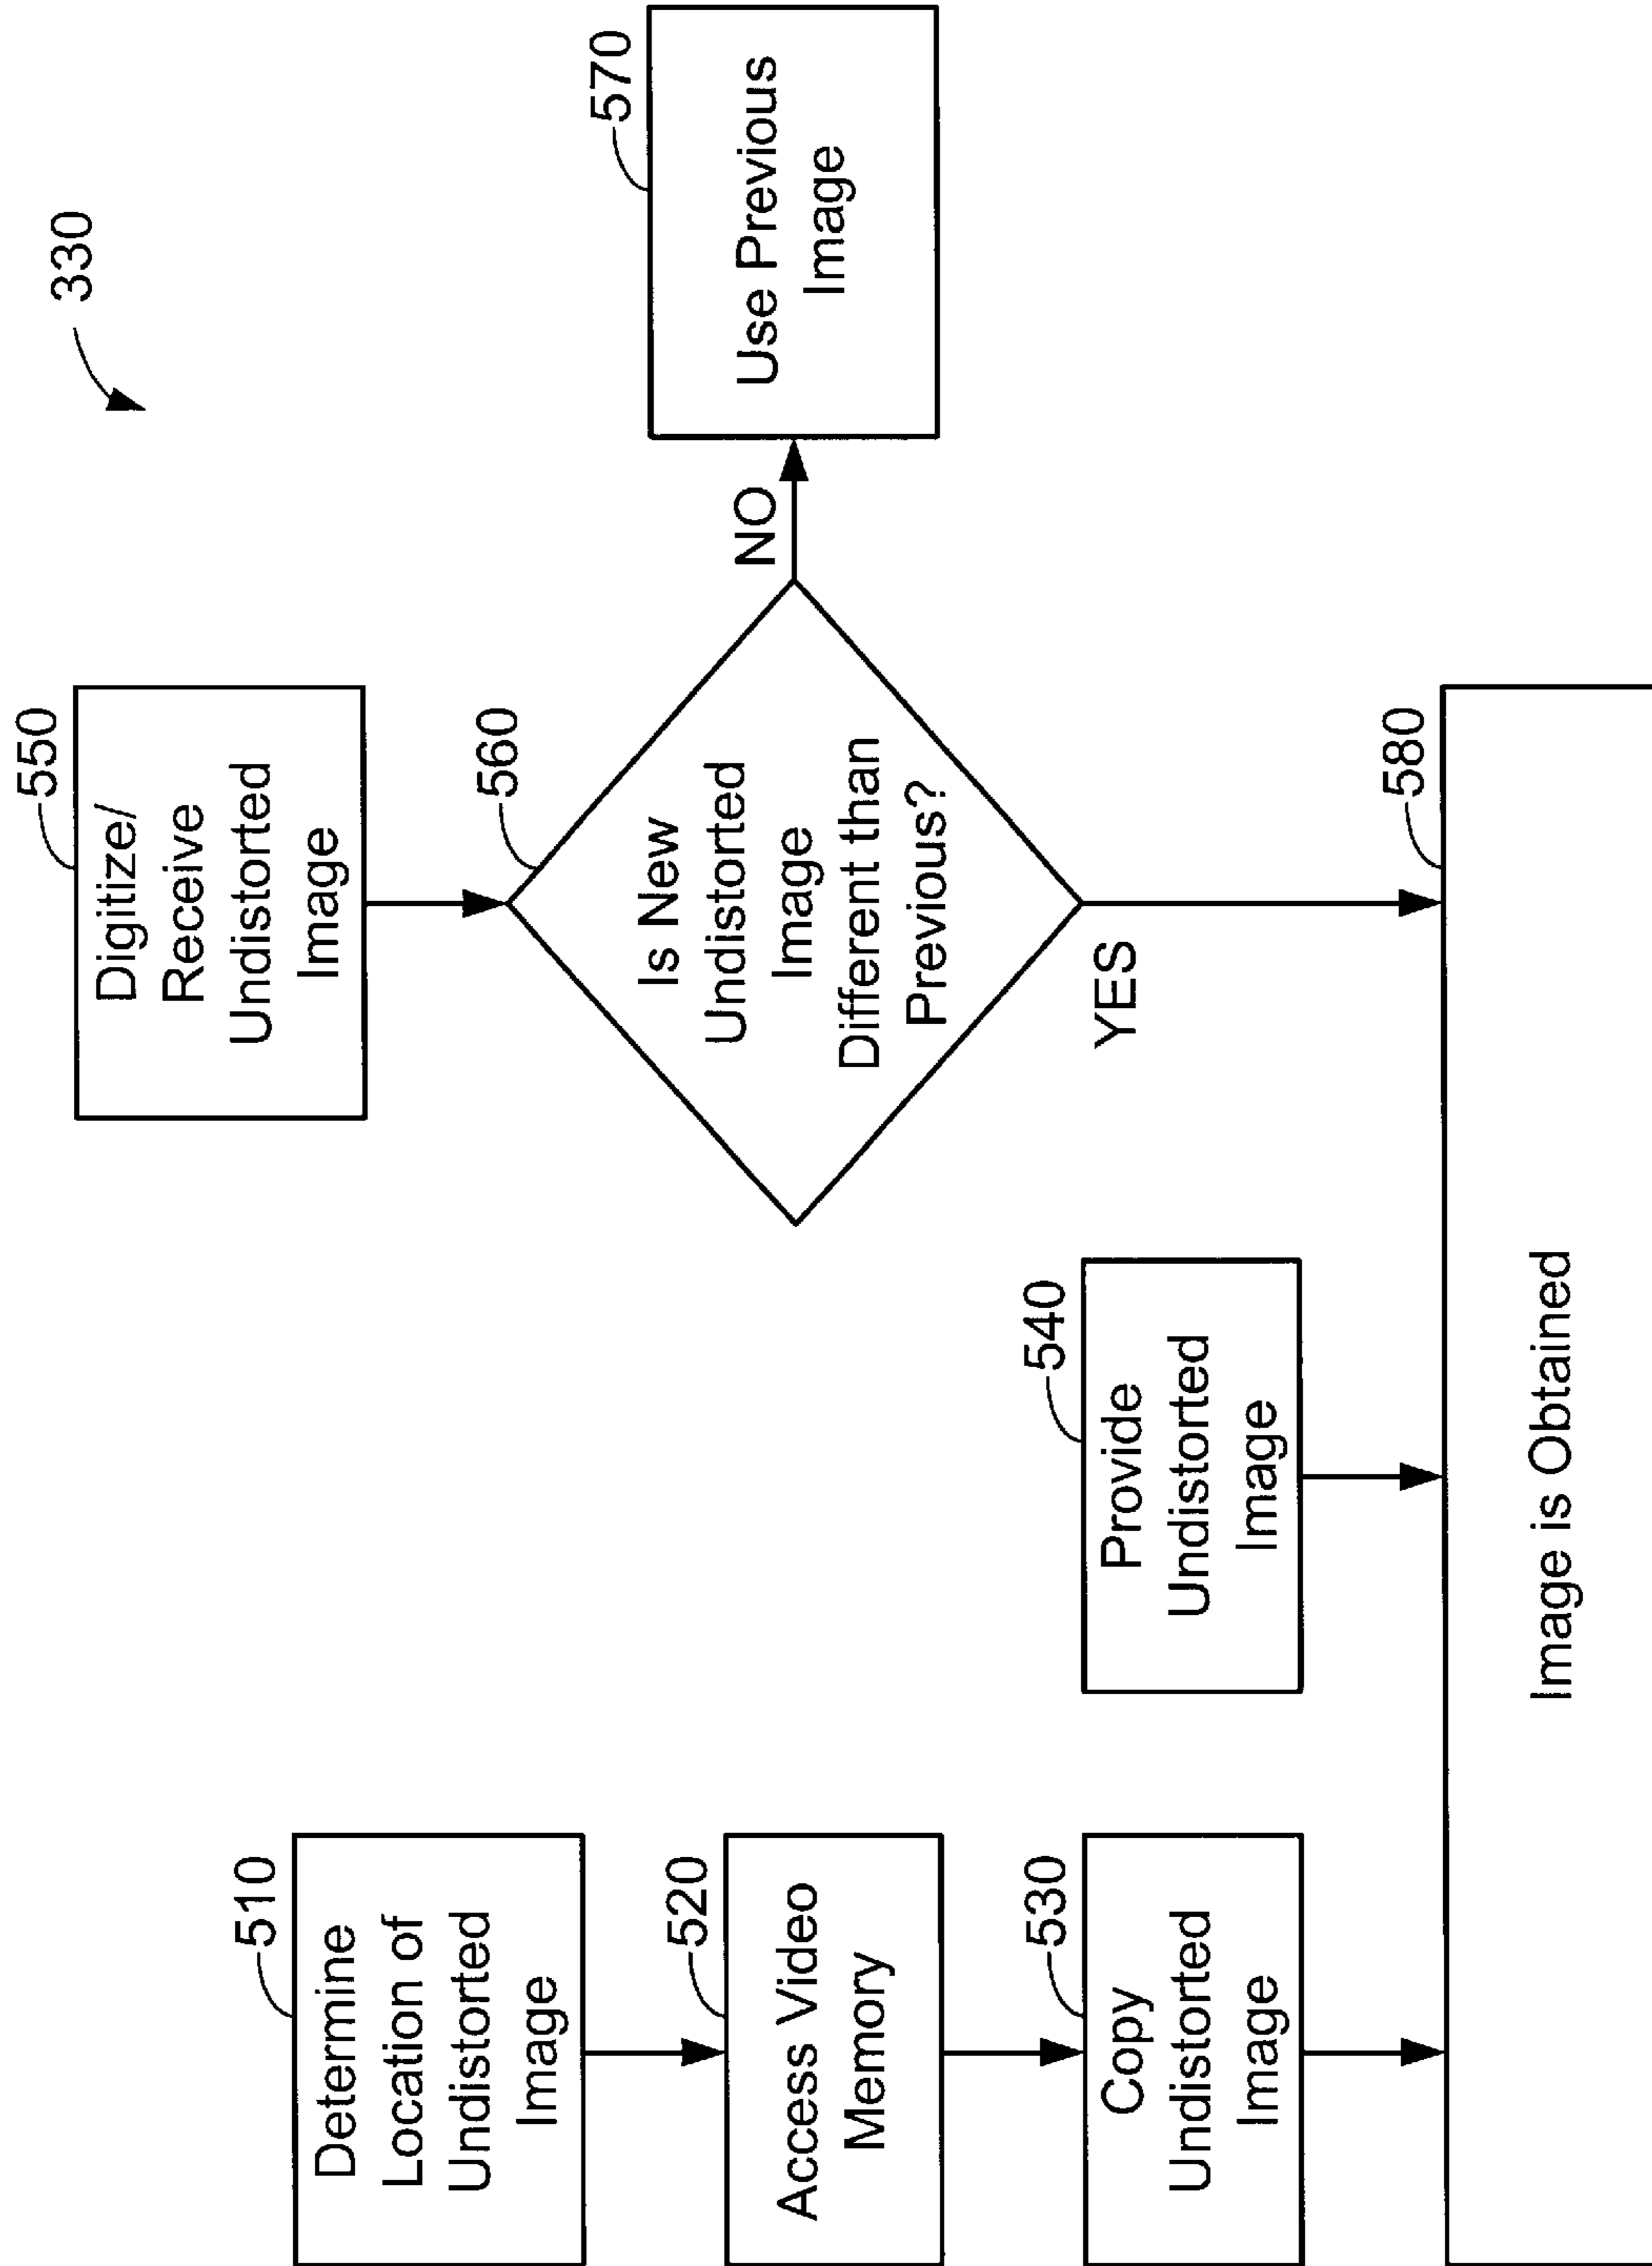 330
510
Determine
Location of
Undistorted
Image
520
Access Video
Memory
530
Copy
Undistorted
Image
540
Provide
Undistorted
Image
550
Digitize/
Receive
Undistorted
Image
560
Is New
Undistorted
Image
Different than
Previous?
NO
YES
570
Use Previous
Image
580
Image is Obtained